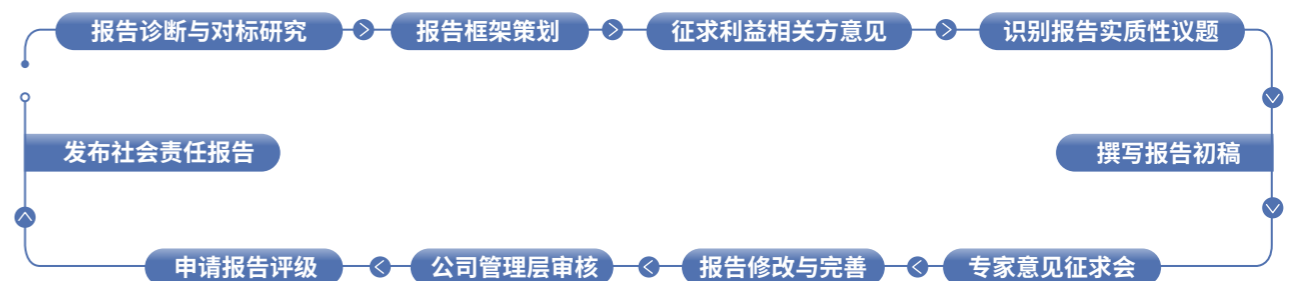 报告诊断与对标研究
报告框架策划
征求利益相关方意见
识别报告实质性议题
撰写报告初稿
专家意见征求会
报告修改与完善
公司管理层审核
申请报告评级
发布社会责任报告